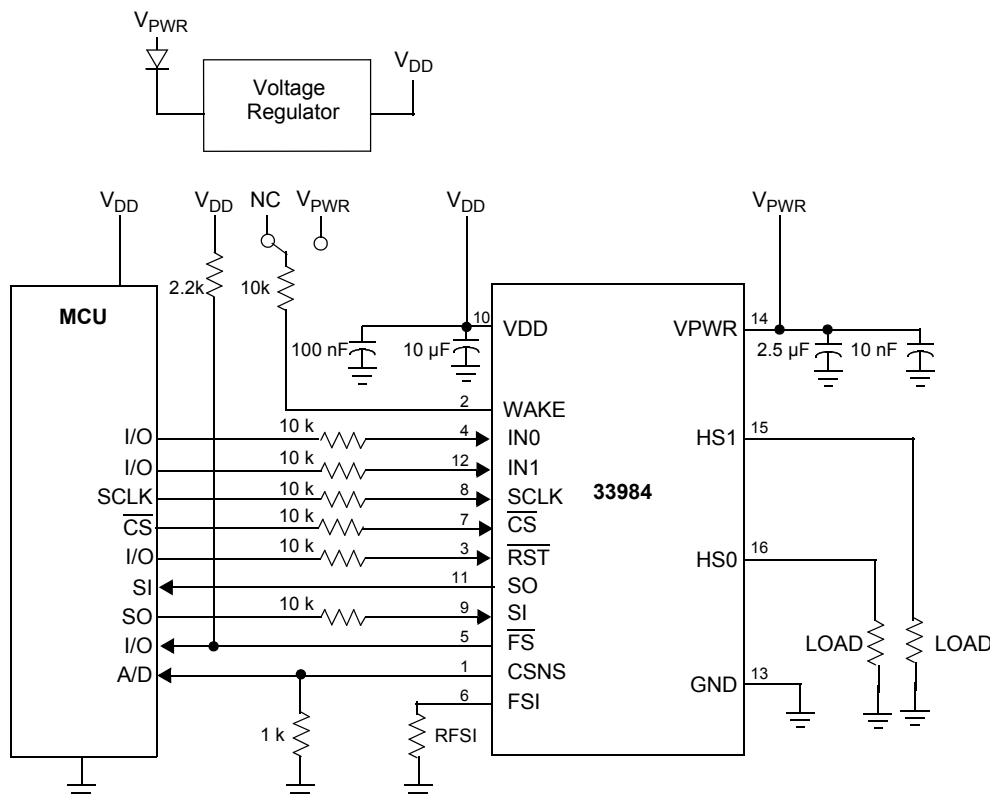 VPWR
Voltage
Regulator
VDD
VDD
VDD
NC
VPWR
VDD
VPWR
2.2k
10k
MCU
100 nF
10 µF
10
VDD
VPWR
14
2.5 µF
10 nF
2
WAKE
I/O
10 k
4
IN0
HS1
15
I/O
10 k
12
IN1
SCLK
10 k
8
SCLK
33984
CS
10 k
7
CS
I/O
10 k
3
RST
HS0
16
SI
11
SO
SO
10 k
9
SI
I/O
5
FS
LOAD
LOAD
A/D
1
CSNS
GND
13
6
FSI
1 k
RFSI